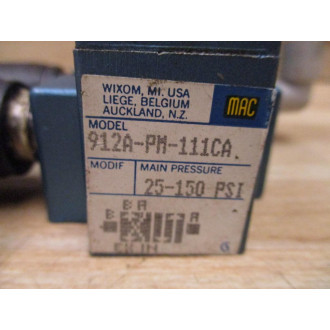 WIXOM, MI. USA
LIEGE, BELGIUM
AUCKLAND, N.Z.
MAC
MODEL
912A-PM-111CA
MODIF
MAIN PRESSURE
25-150 PSI
B A
B A